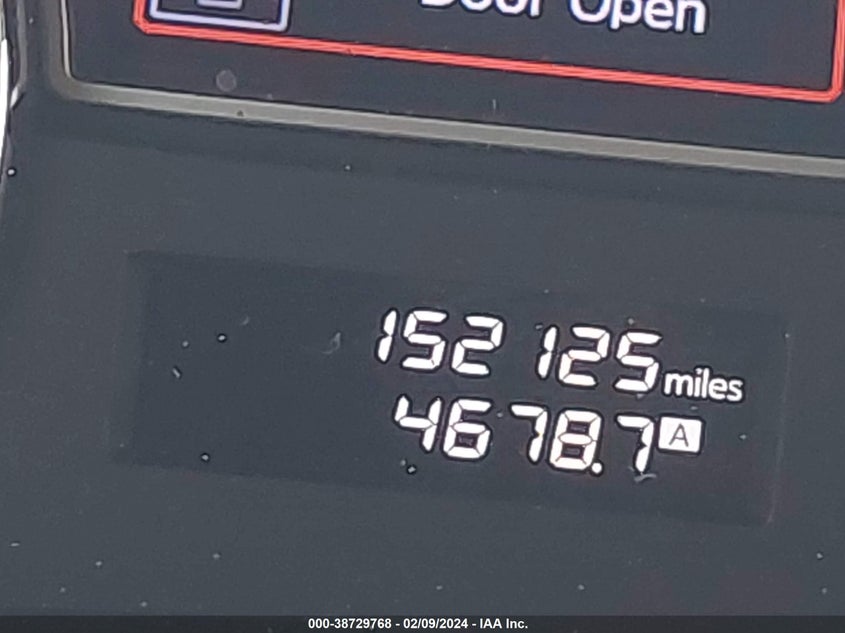 Door Open
152 125 miles
4678.7 A
000-38729768 - 02/09/2024 - IAA Inc.